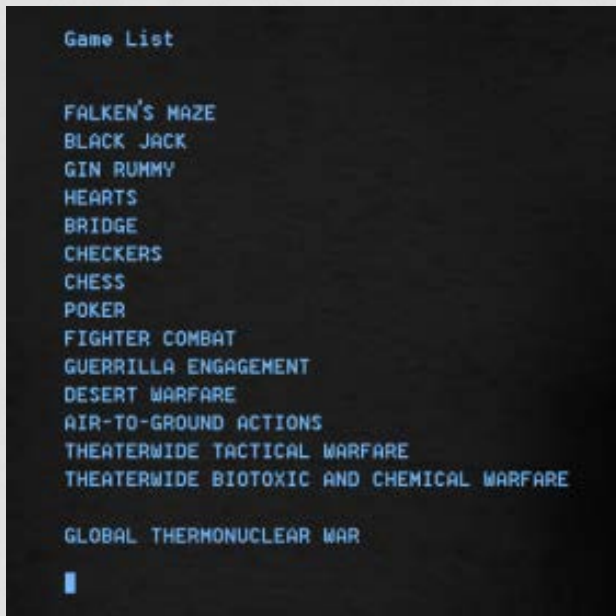 Game List
FALKEN'S MAZE
BLACK JACK
GIN RUMMY
HEARTS
BRIDGE
CHECKERS
CHESS
POKER
FIGHTER COMBAT
GUERRILLA ENGAGEMENT
DESERT WARFARE
AIR-TO-GROUND ACTIONS
THEATERWIDE TACTICAL WARFARE
THEATERWIDE BIOTOXIC AND CHEMICAL WARFARE
GLOBAL THERMONUCLEAR WAR